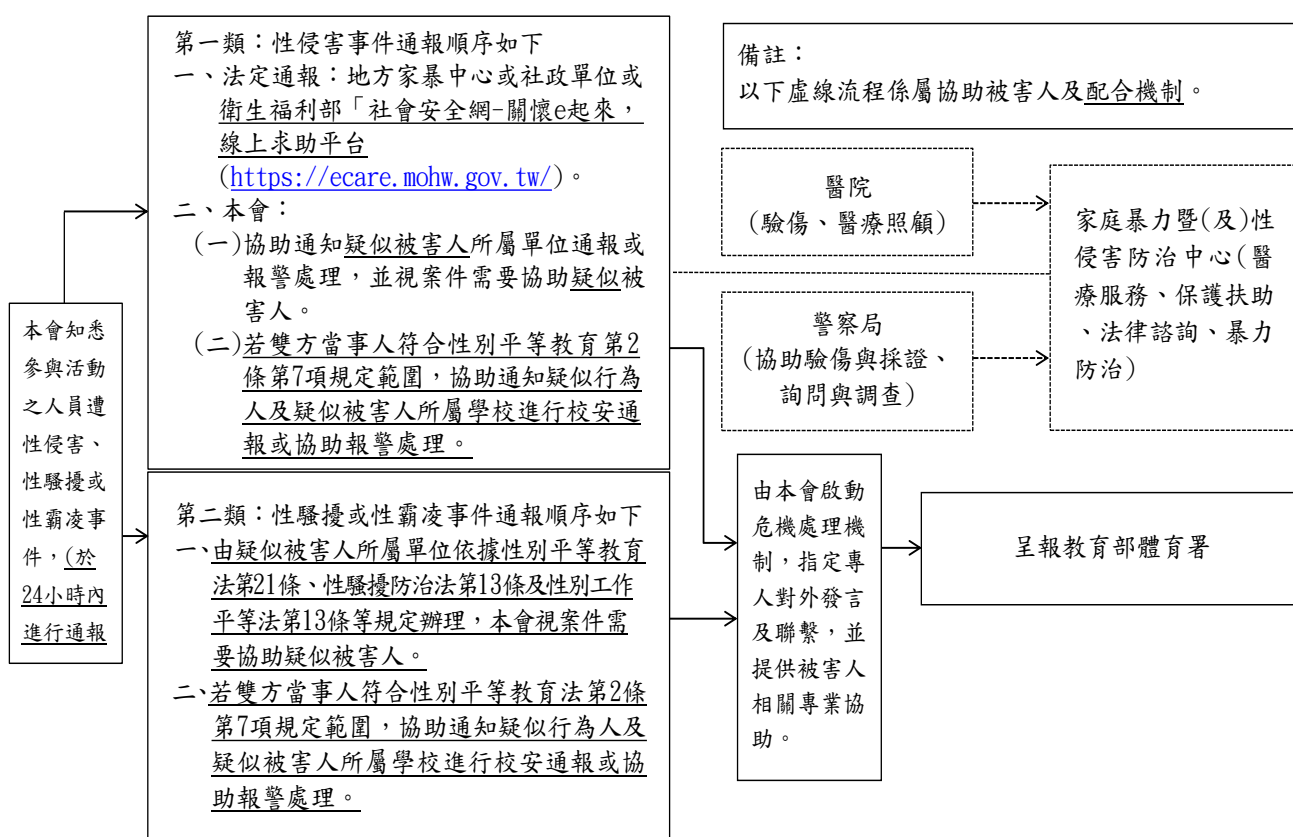 本會知悉
參與活動
之人員遭
性侵害、
性騷擾或
性霸凌事
件，(於
24小時內
進行通報
第一類：性侵害事件通報順序如下
一、法定通報：地方家暴中心或社政單位或
衛生福利部「社會安全網-關懷e起來，
線上求助平台
(https://ecare.mohw.gov.tw/)。
二、本會：
(一)協助通知疑似被害人所屬單位通報或
報警處理，並視案件需要協助疑似被
害人。
(二)若雙方當事人符合性別平等教育第2
條第7項規定範圍，協助通知疑似行為
人及疑似被害人所屬學校進行校安通
報或協助報警處理。
第二類：性騷擾或性霸凌事件通報順序如下
一、由疑似被害人所屬單位依據性別平等教育
法第21條、性騷擾防治法第13條及性別工作
平等法第13條等規定辦理，本會視案件需
要協助疑似被害人。
二、若雙方當事人符合性別平等教育法第2條
第7項規定範圍，協助通知疑似行為人及
疑似被害人所屬學校進行校安通報或協
助報警處理。
備註：
以下虛線流程係屬協助被害人及配合機制。
醫院
(驗傷、醫療照顧)
警察局
(協助驗傷與採證、
詢問與調查)
家庭暴力暨(及)性
侵害防治中心(醫
療服務、保護扶助
、法律諮詢、暴力
防治)
由本會啟動
危機處理機
制，指定專
人對外發言
及聯繫，並
提供被害人
相關專業協
助。
呈報教育部體育署